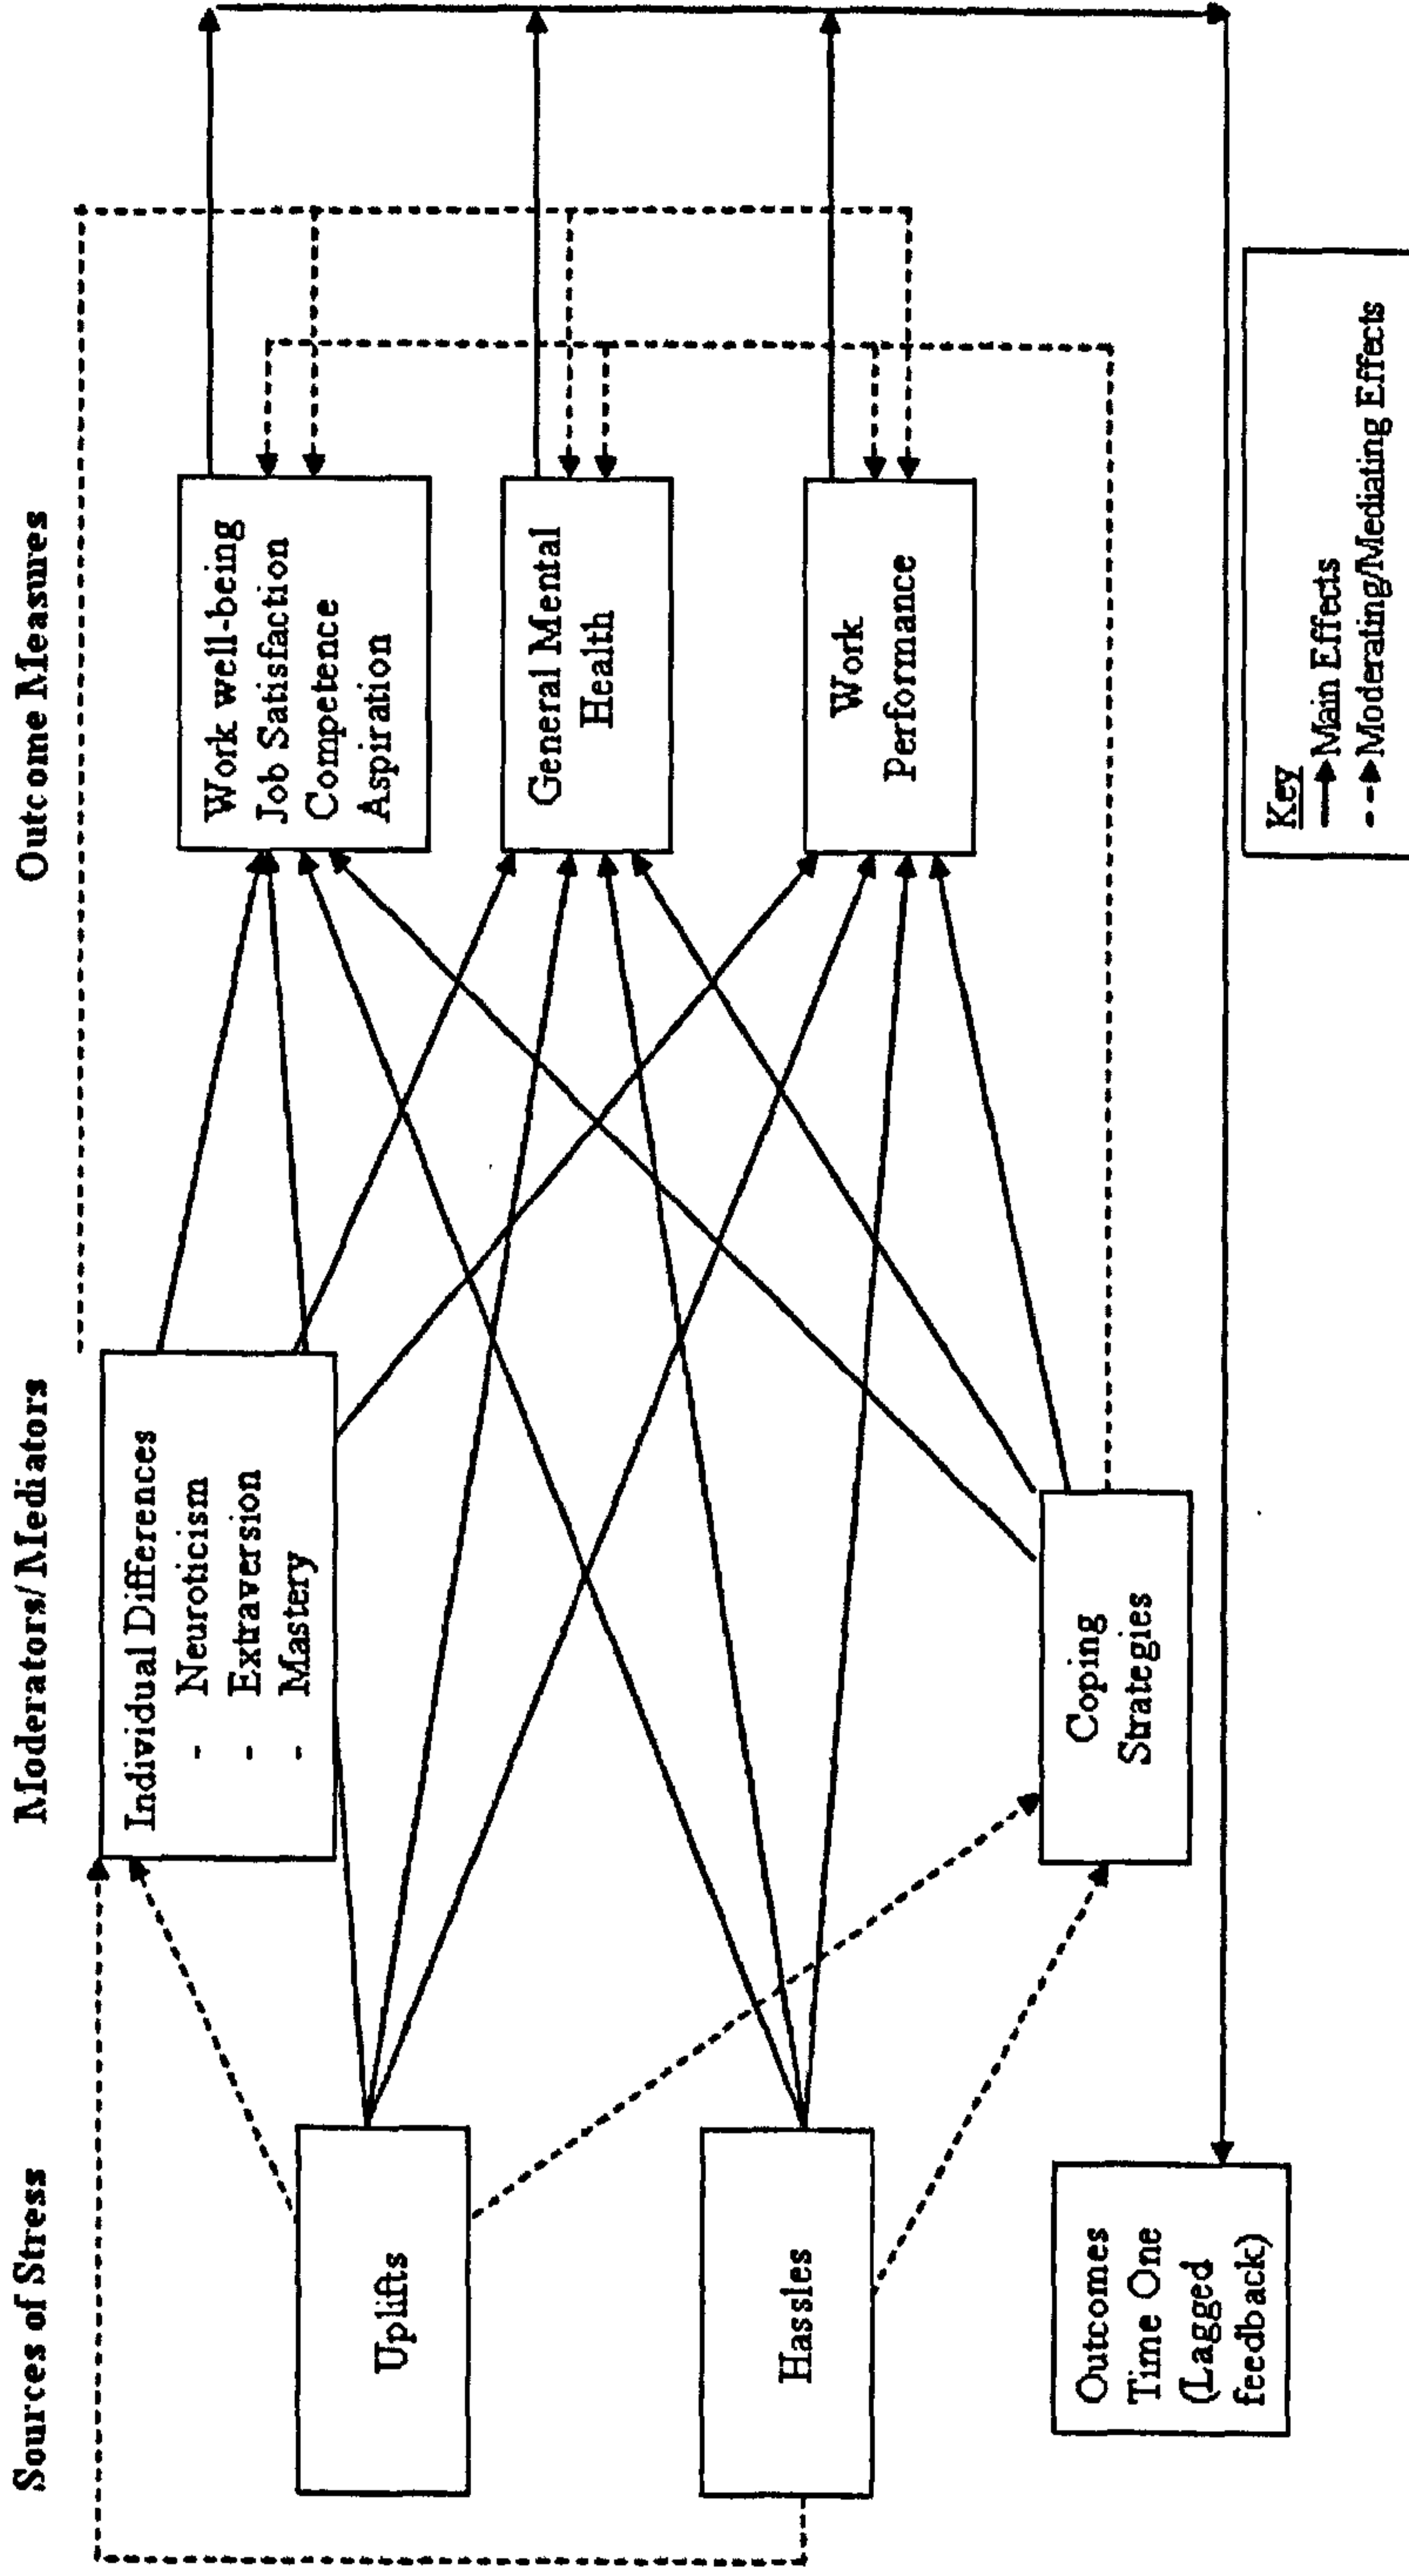 Sources of Stress
Moderators/Mediators
Outcome Measures
Uplifts
Hassles
Outcomes
Time One
(Lagged
feedback)
Individual Differences
- Neuroticism
- Extraversion
- Mastery
Coping
Strategies
Work well-being
Job Satisfaction
Competence
Aspiration
General Mental
Health
Work
Performance
Key
Main Effects
Moderating/Mediating Effects